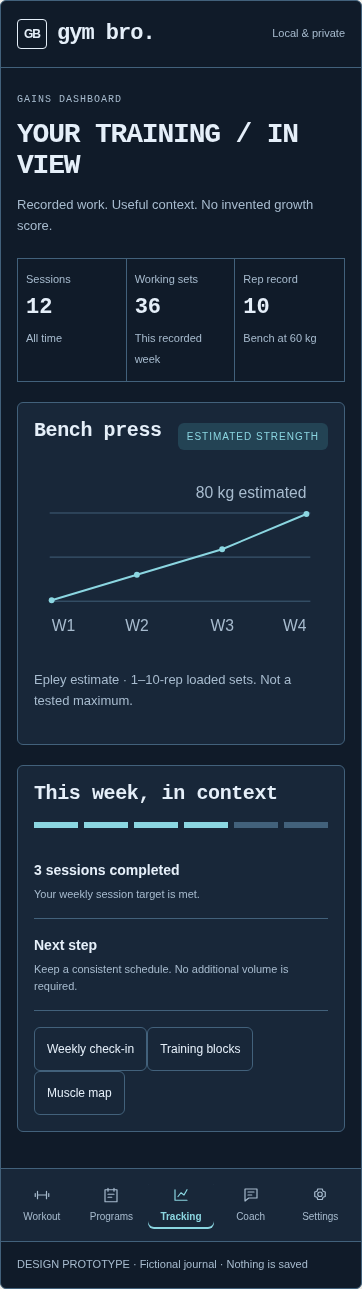 GB gym bro. Local & private
GAINS DASHBOARD
YOUR TRAINING / IN
VIEW
Recorded work. Useful context. No invented growth
score.
Sessions
12
All time
Working sets
36
This recorded
week
Rep record
10
Bench at 60 kg
Bench press ESTIMATED STRENGTH
80 kg estimated
W1 W2 W3 W4
Epley estimate · 1–10-rep loaded sets. Not a
tested maximum.
This week, in context
3 sessions completed
Your weekly session target is met.
Next step
Keep a consistent schedule. No additional volume is
required.
Weekly check-in Training blocks
Muscle map
Workout Programs Tracking Coach Settings
DESIGN PROTOTYPE · Fictional journal · Nothing is saved